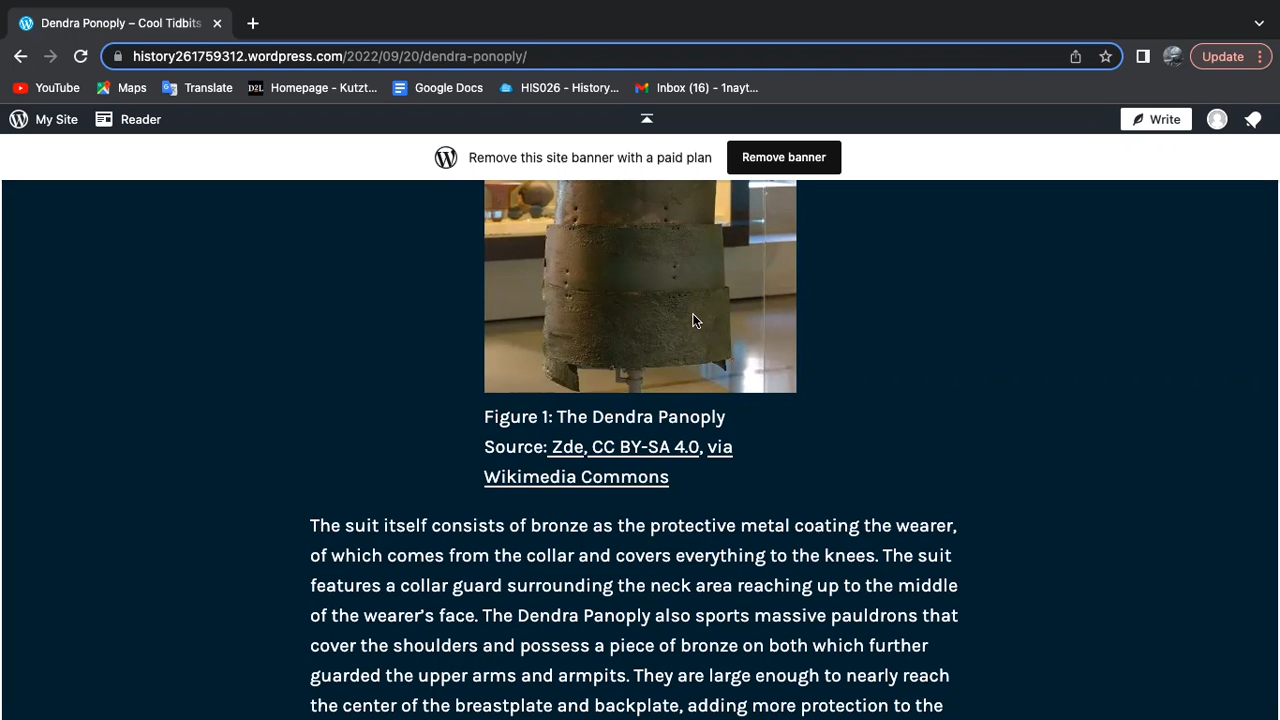 Dendra Ponoply – Cool Tidbits
history261759312.wordpress.com/2022/09/20/dendra-ponoply/
Update
YouTube
Maps
Translate
D2L Homepage - Kutzt...
Google Docs
HIS026 - History...
Inbox (16) - 1nayt...
My Site
Reader
Write
Remove this site banner with a paid plan
Remove banner
Figure 1: The Dendra Panoply
Source: Zde, CC BY-SA 4.0, via
Wikimedia Commons
The suit itself consists of bronze as the protective metal coating the wearer,
of which comes from the collar and covers everything to the knees. The suit
features a collar guard surrounding the neck area reaching up to the middle
of the wearer's face. The Dendra Panoply also sports massive pauldrons that
cover the shoulders and possess a piece of bronze on both which further
guarded the upper arms and armpits. They are large enough to nearly reach
the center of the breastplate and backplate, adding more protection to the